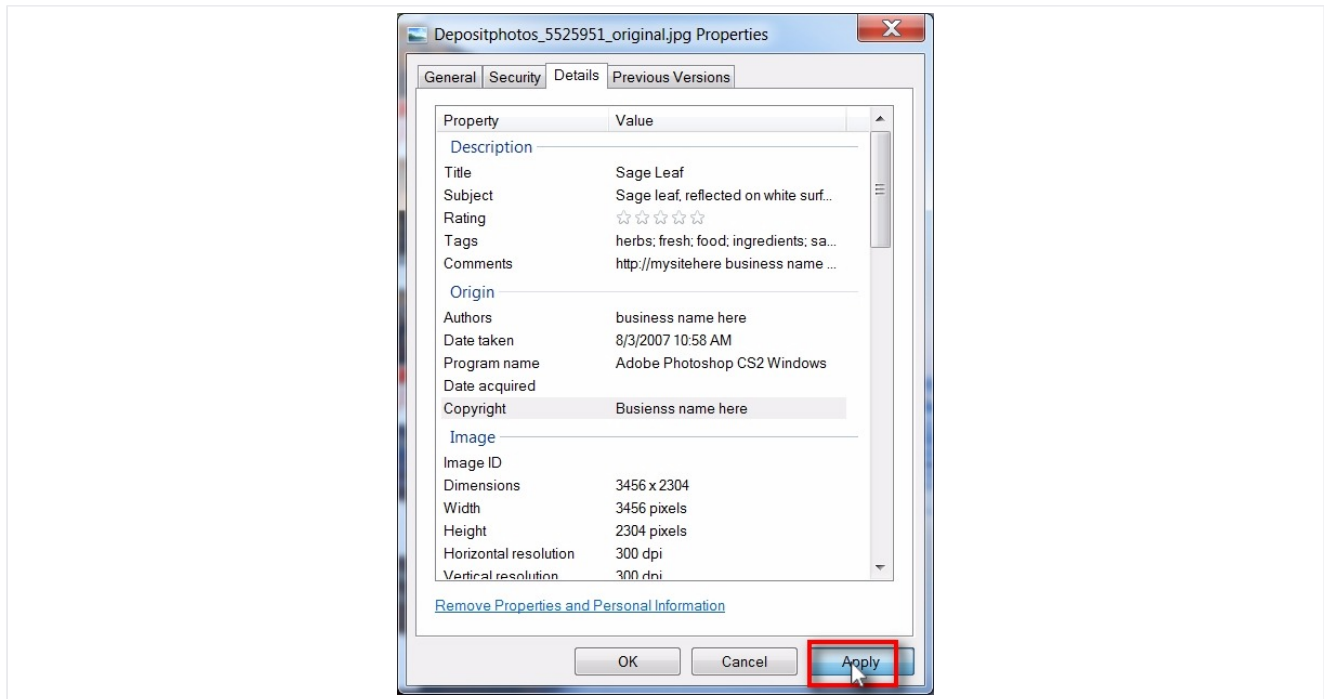 Depositphotos_5525951_original.jpg Properties
General Security Details Previous Versions
Property Value
Description
Title Sage Leaf
Subject Sage leaf, reflected on white surf...
Rating
Tags herbs; fresh; food; ingredients; sa...
Comments http://mysitehere business name ...
Origin
Authors business name here
Date taken 8/3/2007 10:58 AM
Program name Adobe Photoshop CS2 Windows
Date acquired
Copyright Busienss name here
Image
Image ID
Dimensions 3456 x 2304
Width 3456 pixels
Height 2304 pixels
Horizontal resolution 300 dpi
Vertical resolution 300 dpi
Remove Properties and Personal Information
OK Cancel Apply